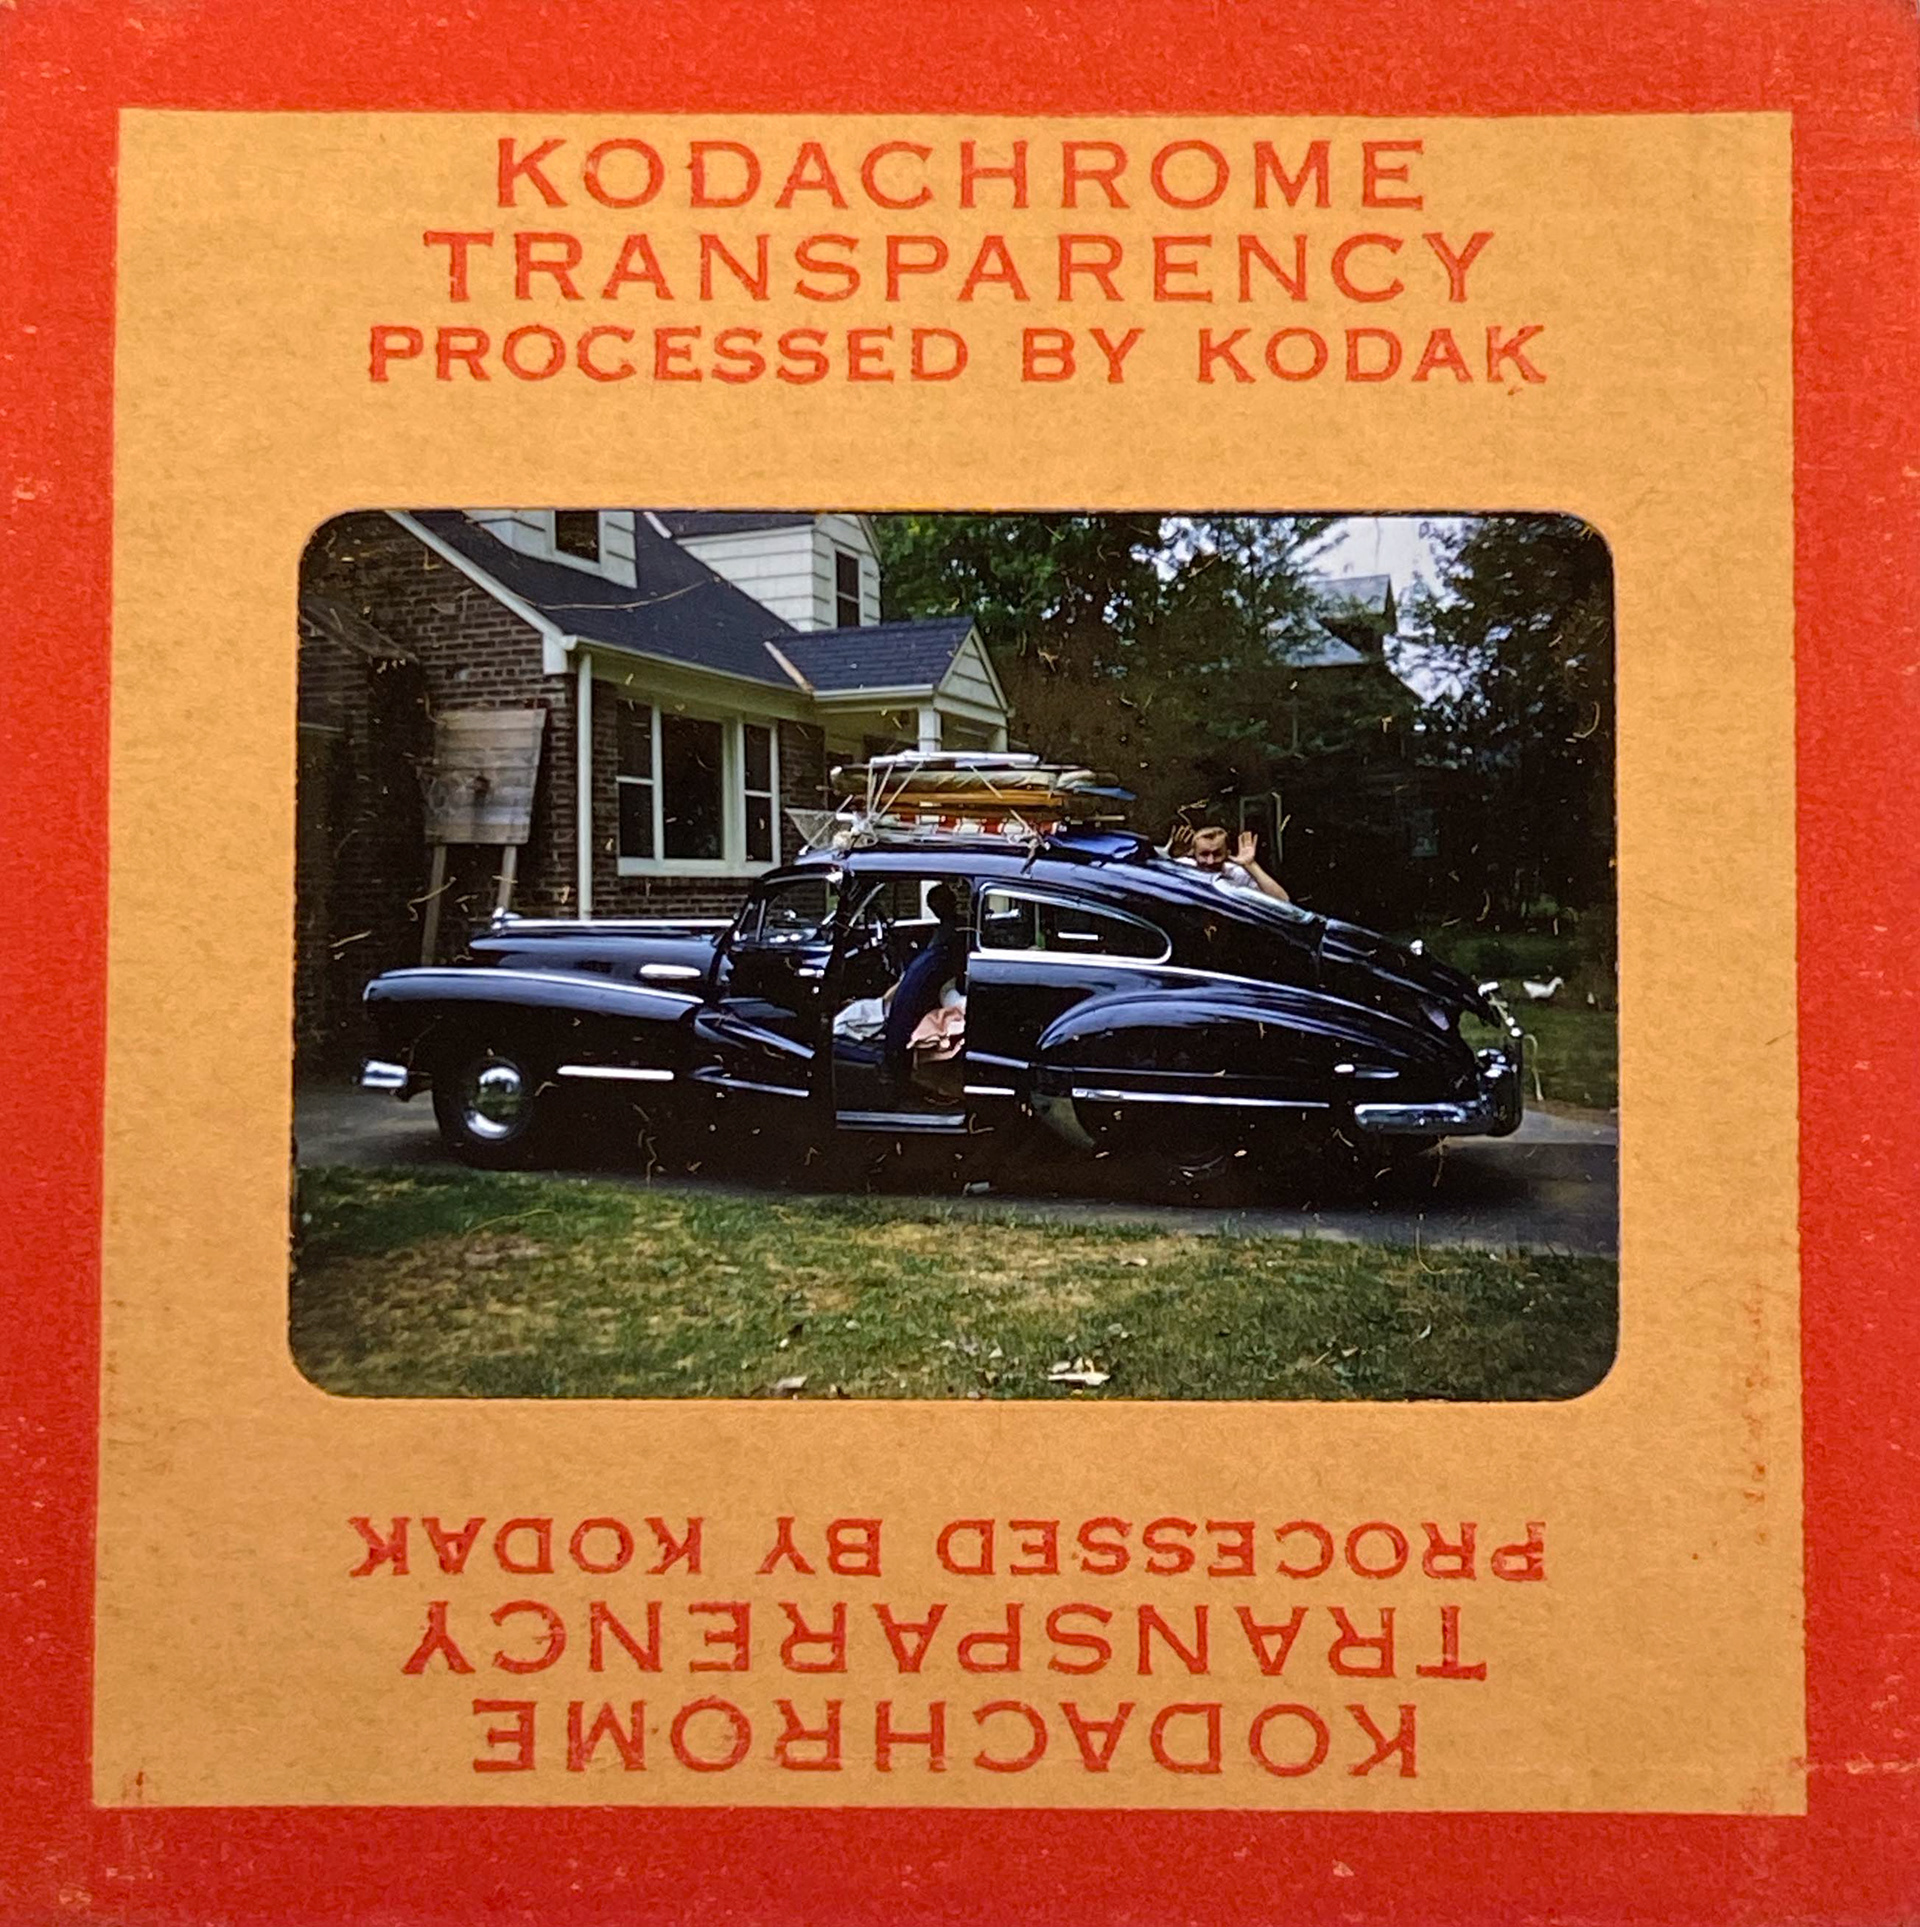 KODACHROME
TRANSPARENCY
PROCESSED BY KODAK
KODACHROME
TRANSPARENCY
PROCESSED BY KODAK